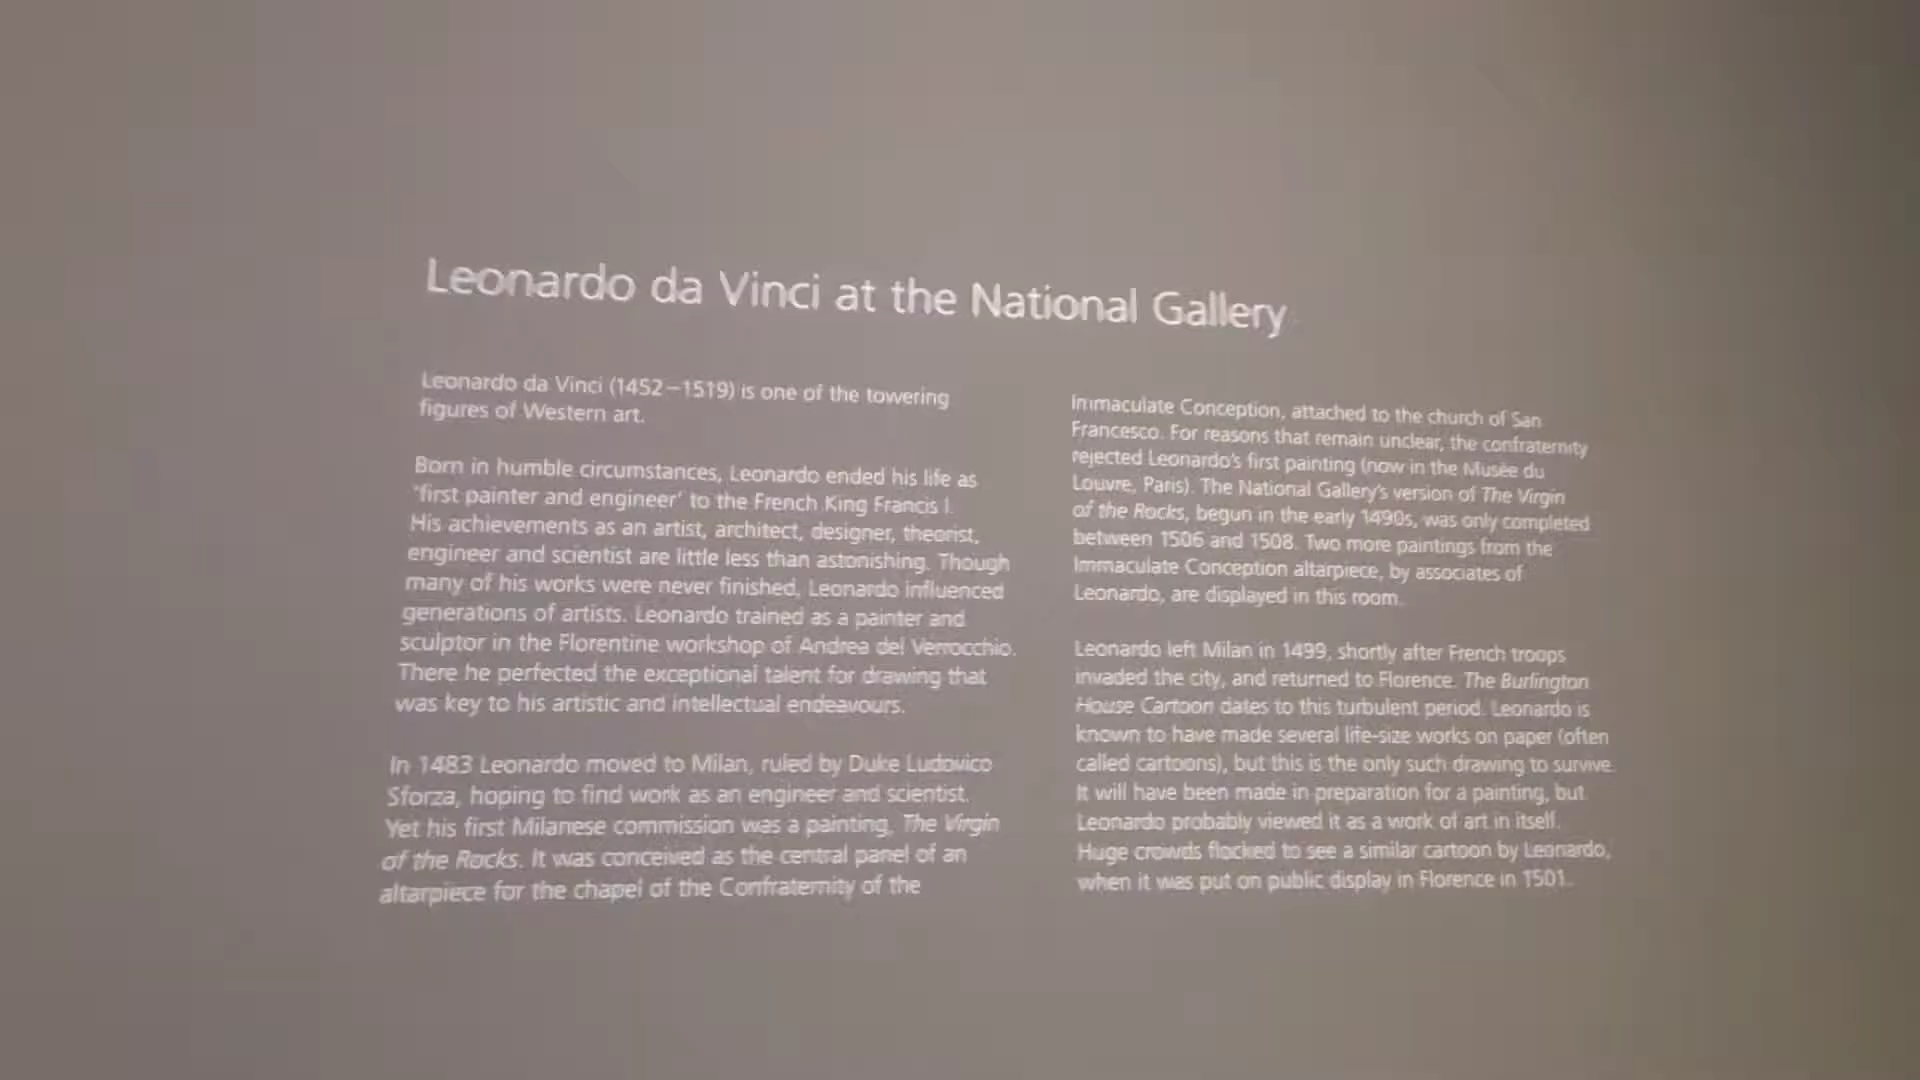 Leonardo da Vinci at the National Gallery
Leonardo da Vinci (1452–1519) is one of the towering
figures of Western art.
Born in humble circumstances, Leonardo ended his life as
'first painter and engineer' to the French King Francis I.
His achievements as an artist, architect, designer, theorist,
engineer and scientist are little less than astonishing. Though
many of his works were never finished, Leonardo influenced
generations of artists. Leonardo trained as a painter and
sculptor in the Florentine workshop of Andrea del Verrocchio.
There he perfected the exceptional talent for drawing that
was key to his artistic and intellectual endeavours.
In 1483 Leonardo moved to Milan, ruled by Duke Ludovico
Sforza, hoping to find work as an engineer and scientist.
Yet his first Milanese commission was a painting, The Virgin
of the Rocks. It was conceived as the central panel of an
altarpiece for the chapel of the Confraternity of the
Immaculate Conception, attached to the church of San
Francesco. For reasons that remain unclear, the confraternity
rejected Leonardo's first painting (now in the Musée du
Louvre, Paris). The National Gallery's version of The Virgin
of the Rocks, begun in the early 1490s, was only completed
between 1506 and 1508. Two more paintings from the
Immaculate Conception altarpiece, by associates of
Leonardo, are displayed in this room.
Leonardo left Milan in 1499, shortly after French troops
invaded the city, and returned to Florence. The Burlington
House Cartoon dates to this turbulent period. Leonardo is
known to have made several life-size works on paper (often
called cartoons), but this is the only such drawing to survive.
It will have been made in preparation for a painting, but
Leonardo probably viewed it as a work of art in itself.
Huge crowds flocked to see a similar cartoon by Leonardo,
when it was put on public display in Florence in 1501.